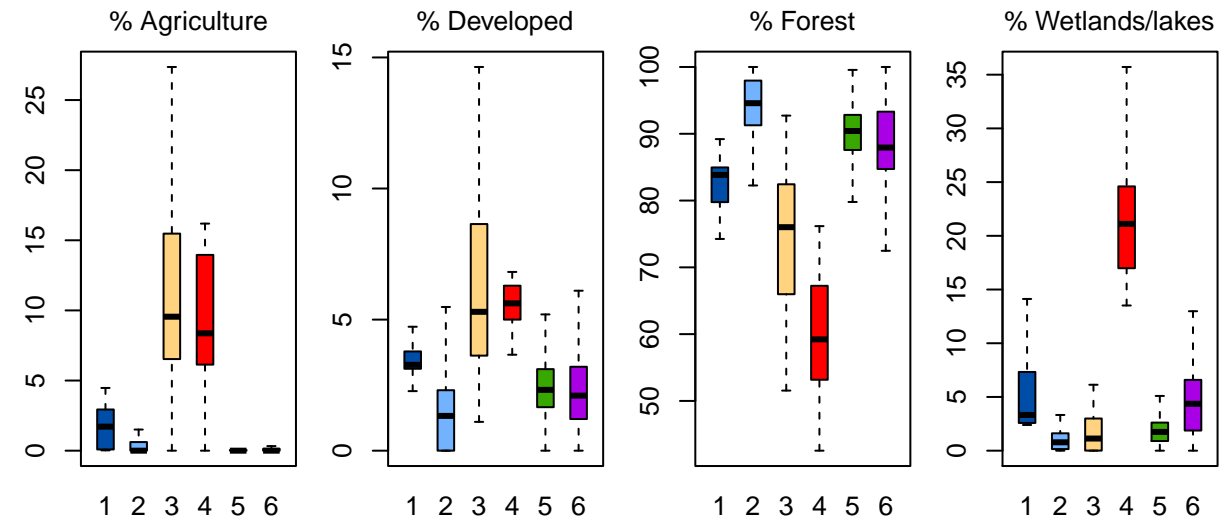 % Agriculture
0 5 10 15 20 25
1 2 3 4 5 6
% Developed
0 5 10 15
1 2 3 4 5 6
% Forest
50 60 70 80 90 100
1 2 3 4 5 6
% Wetlands/lakes
0 5 10 15 20 25 30 35
1 2 3 4 5 6